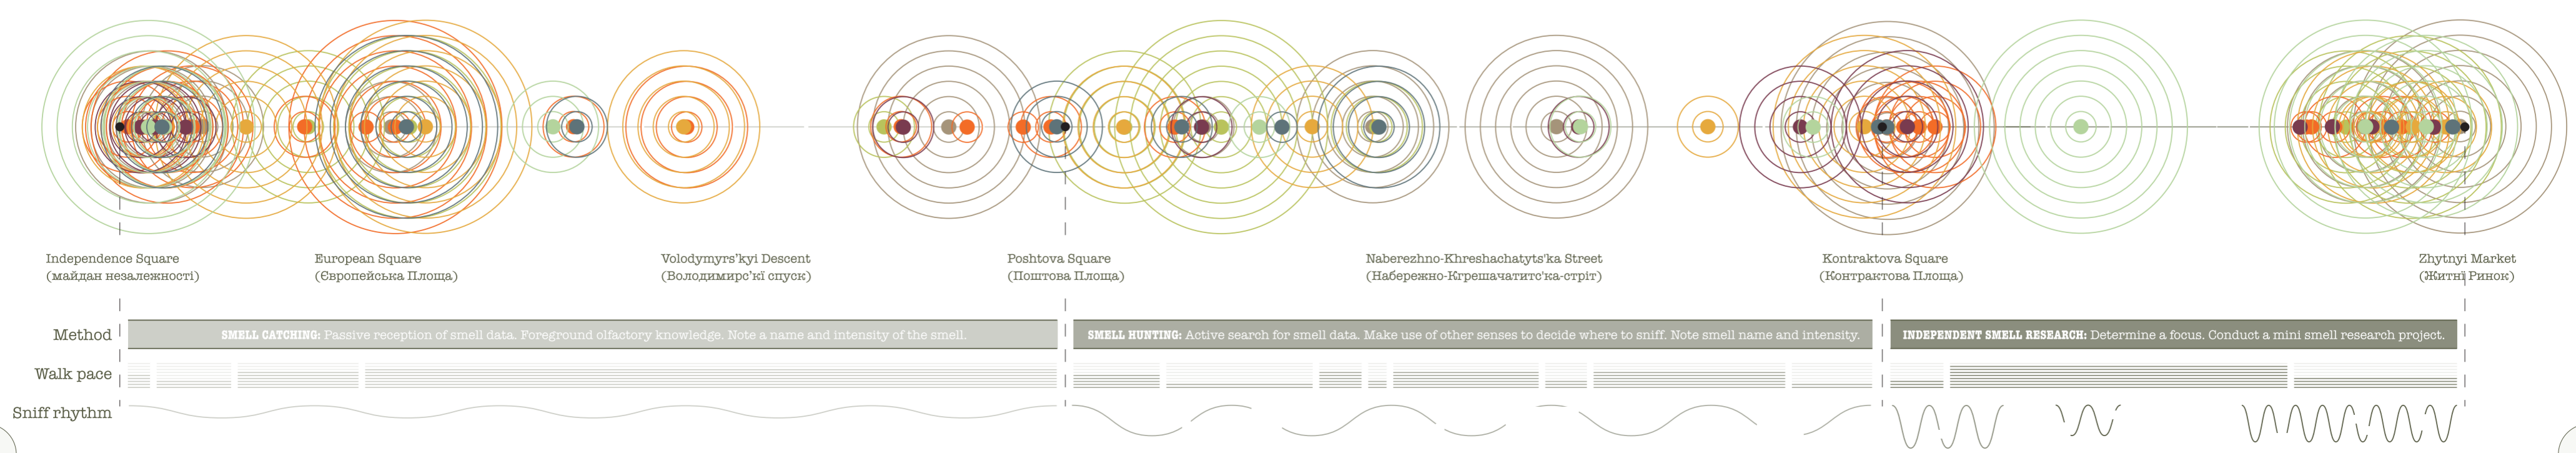 Independence Square
(майдан незалежності)
European Square
(Європейська Площа)
Volodymyrs'kyi Descent
(Володимирс'кї спуск)
Poshtova Square
(Поштова Площа)
Naberezhno-Khreshachatyts'ka Street
(Набережно-Кгрешачатитс'ка-стріт)
Kontraktova Square
(Контрактова Площа)
Zhytnyi Market
(Житнї Ринок)
Method
SMELL CATCHING: Passive reception of smell data. Foreground olfactory knowledge. Note a name and intensity of the smell.
SMELL HUNTING: Active search for smell data. Make use of other senses to decide where to sniff. Note smell name and intensity.
INDEPENDENT SMELL RESEARCH: Determine a focus. Conduct a mini smell research project.
Walk pace
Sniff rhythm